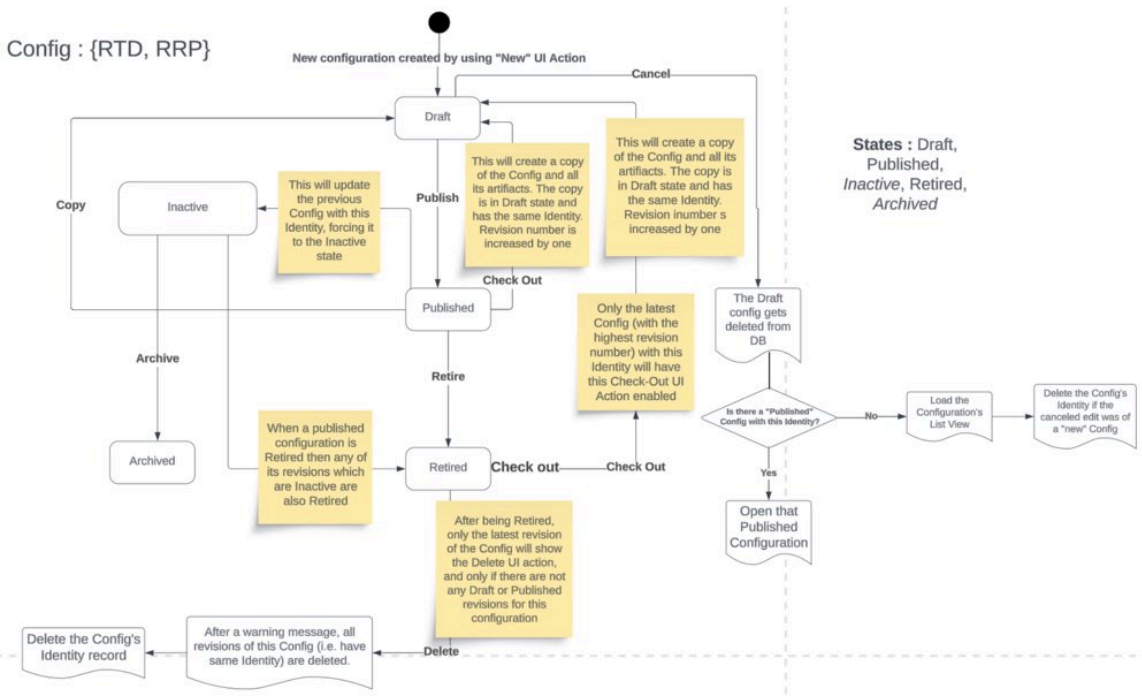 Config : {RTD, RRP}
New configuration created by using "New" UI Action
Cancel
Draft
This will create a copy
of the Config and all
its artifiacts. The copy
is in Draft state and
has the same Identity.
Revision number is
increased by one
This will create a copy
of the Config and all its
artifacts. The copy is
in Draft state and has
the same Identity.
Revision inumber s
increased by one
States : Draft,
Published,
Inactive, Retired,
Archived
Copy
Inactive
This will update
the previous
Config with this
Identity, forcing it
to the Inactive
state
Publish
Check Out
Published
Only the latest
Config (with the
highest revision
number) with this
Identity will have
this Check-Out UI
Action enabled
The Draft
config gets
deleted from
DB
Archive
Retire
Is there a "Published"
Config with this Identity?
No
Load the
Configuration's
List View
Delete the Config's
Identity if the
canceled edit was of
a "new" Config
When a published
configuration is
Retired then any of
its revisions which
are Inactive are
also Retired
Archived
Retired
Check out
Check Out
Yes
Open that
Published
Configuration
After being Retired,
only the latest revision
of the Config will show
the Delete UI action,
and only if there are not
any Draft or Published
revisions for this
configuration
Delete
After a warning message, all
revisions of this Config (i.e. have
same Identity) are deleted.
Delete the Config's
Identity record